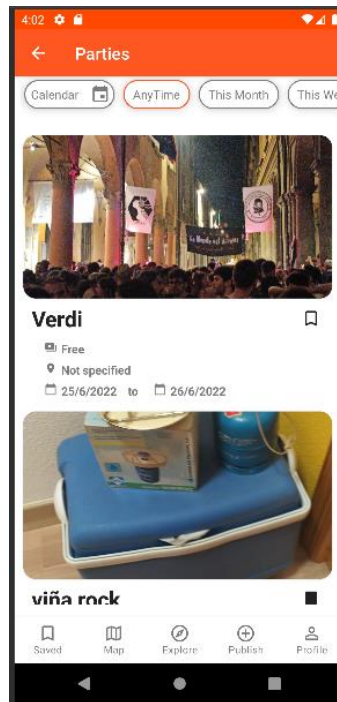 4:02
Parties
Calendar
AnyTime
This Month
This We
Verdi
Free
Not specified
25/6/2022 to 26/6/2022
viña rock
Saved
Map
Explore
Publish
Profile